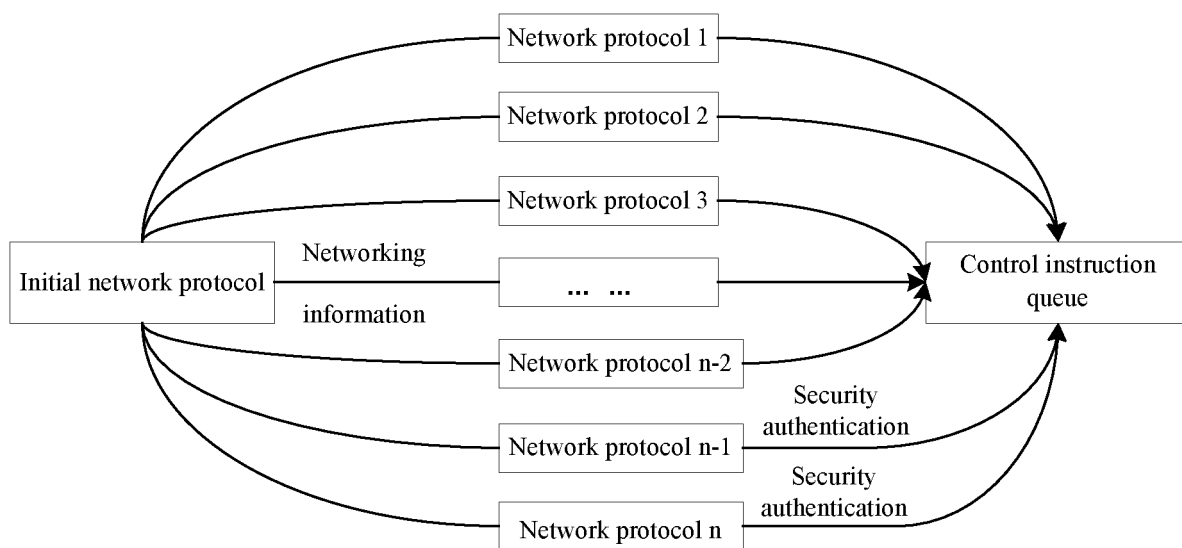 Network protocol 1
Network protocol 2
Network protocol 3
Initial network protocol
Networking
information
... ...
Control instruction
queue
Network protocol n-2
Network protocol n-1
Security
authentication
Network protocol n
Security
authentication